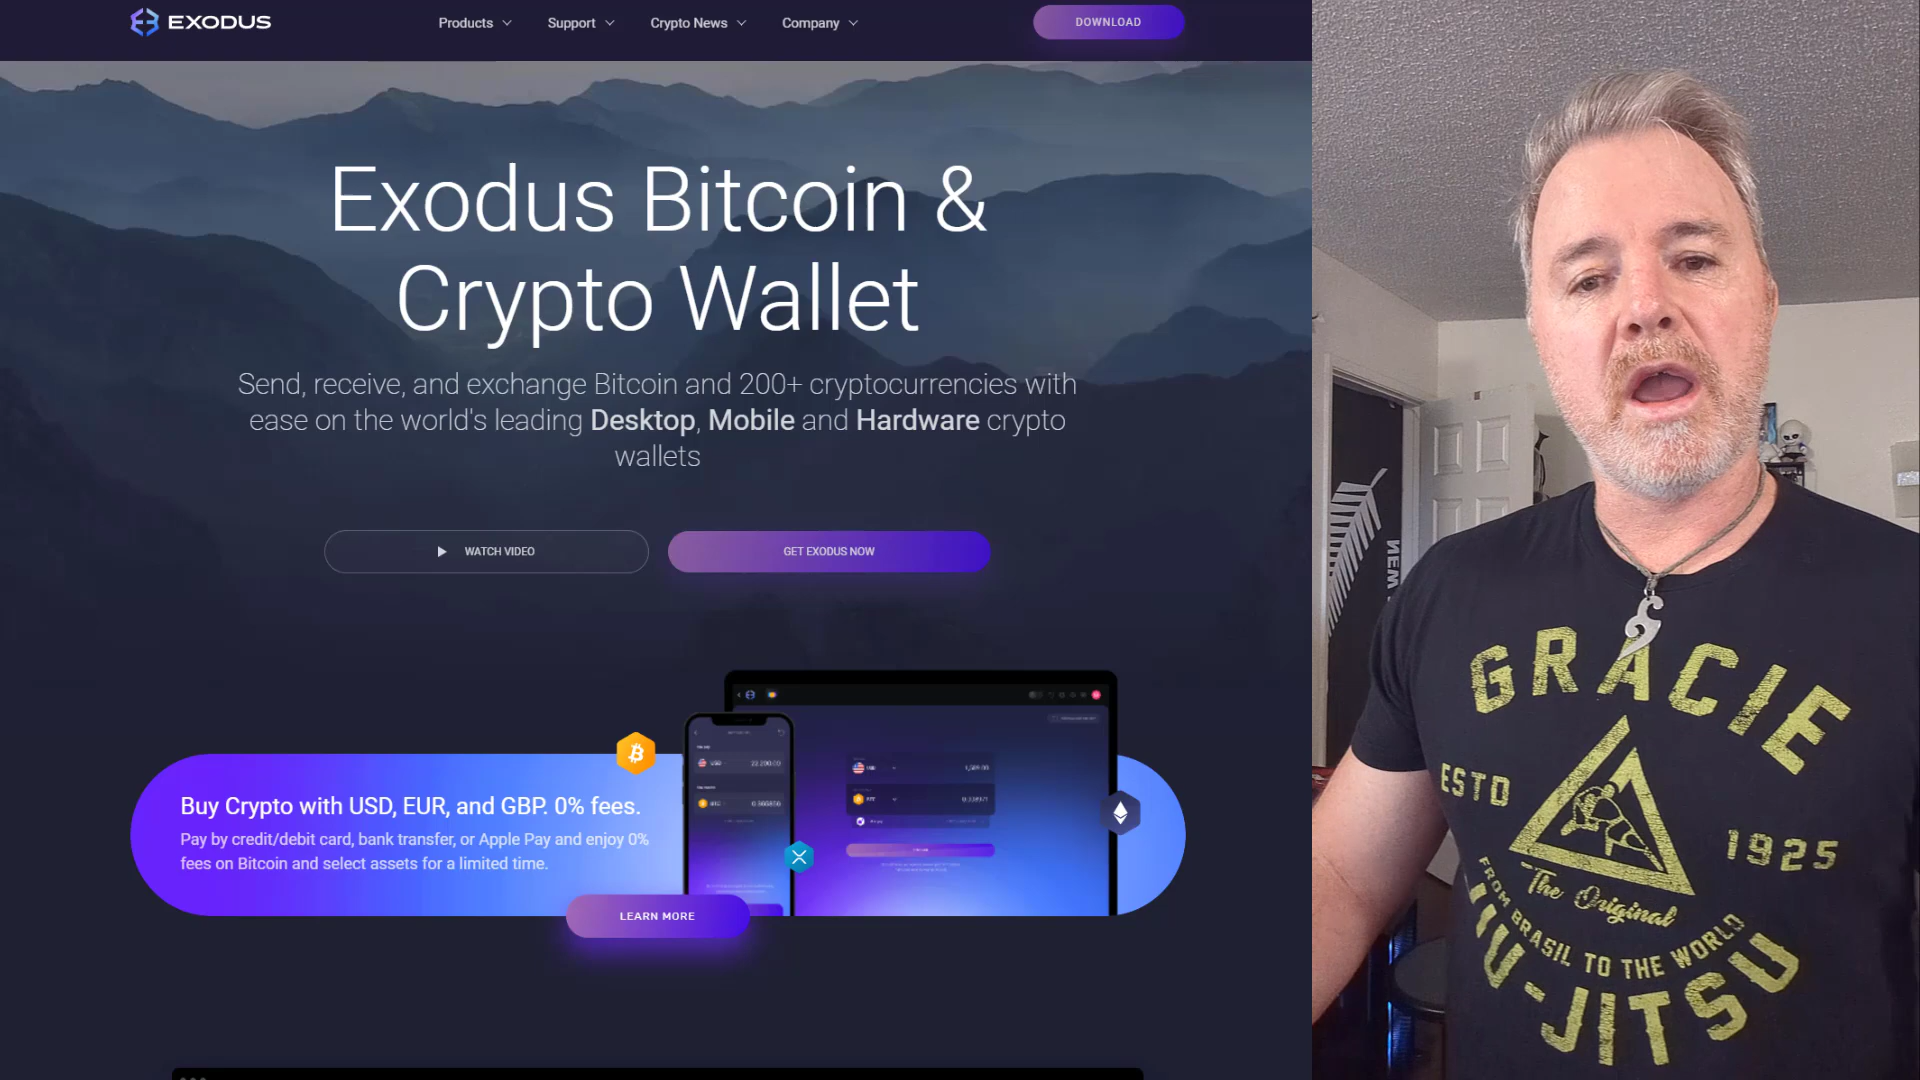 EXODUS
Products
Support
Crypto News
Company
DOWNLOAD
Exodus Bitcoin &
Crypto Wallet
Send, receive, and exchange Bitcoin and 200+ cryptocurrencies with
ease on the world's leading Desktop, Mobile and Hardware crypto
wallets
WATCH VIDEO
GET EXODUS NOW
Buy Crypto with USD, EUR, and GBP. 0% fees.
Pay by credit/debit card, bank transfer, or Apple Pay and enjoy 0%
fees on Bitcoin and select assets for a limited time.
LEARN MORE
NEW
GRACIE
ESTD
1925
The Original
FROM BRASIL TO THE WORLD
JIU-JITSU